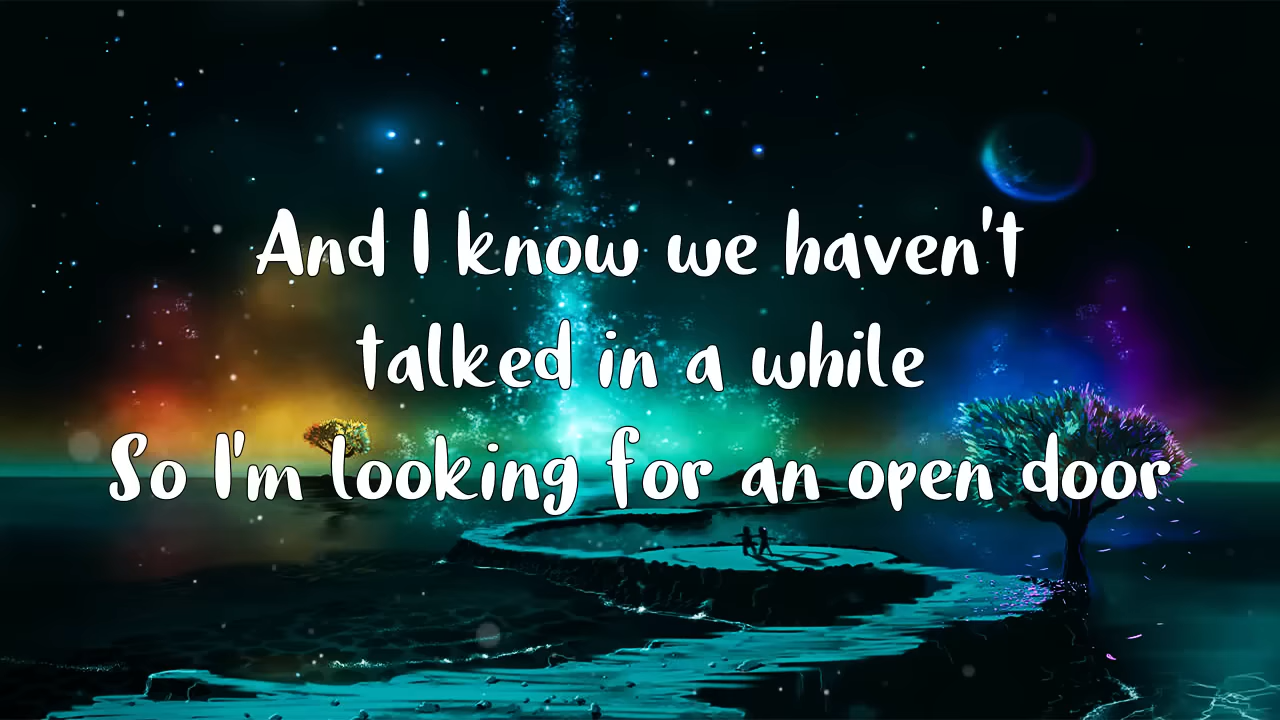 And I know we haven't
talked in a while
So I'm looking for an open door